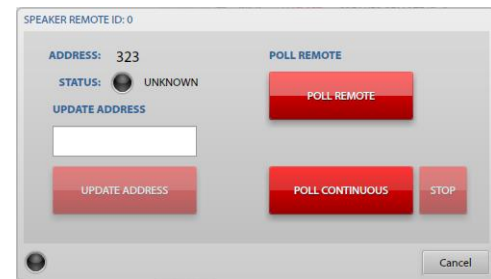 SPEAKER REMOTE ID: 0
ADDRESS: 323
POLL REMOTE
STATUS: UNKNOWN
POLL REMOTE
UPDATE ADDRESS
UPDATE ADDRESS
POLL CONTINUOUS
STOP
Cancel